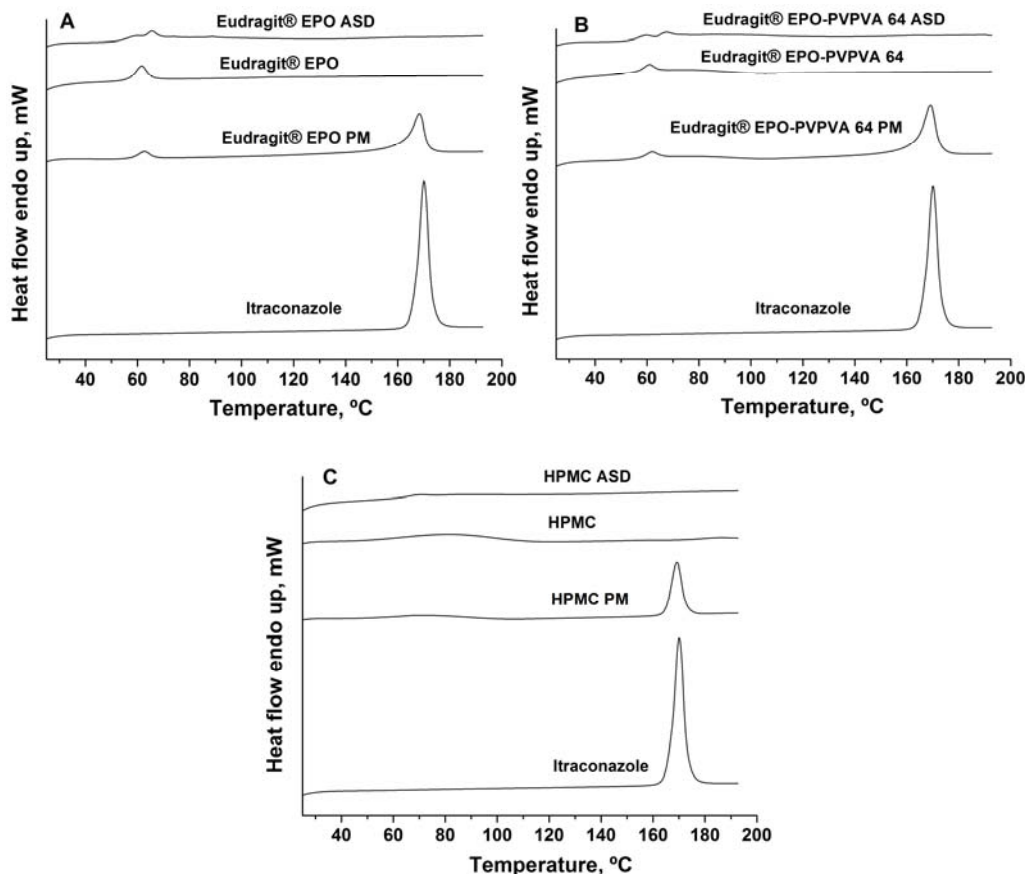 A
Eudragit® EPO ASD
Eudragit® EPO
Eudragit® EPO PM
Itraconazole
Heat flow endo up, mW
40 60 80 100 120 140 160 180 200
Temperature, ºC
B
Eudragit® EPO-PVPVA 64 ASD
Eudragit® EPO-PVPVA 64
Eudragit® EPO-PVPVA 64 PM
Itraconazole
Heat flow endo up, mW
40 60 80 100 120 140 160 180 200
Temperature, ºC
C
HPMC ASD
HPMC
HPMC PM
Itraconazole
Heat flow endo up, mW
40 60 80 100 120 140 160 180 200
Temperature, ºC